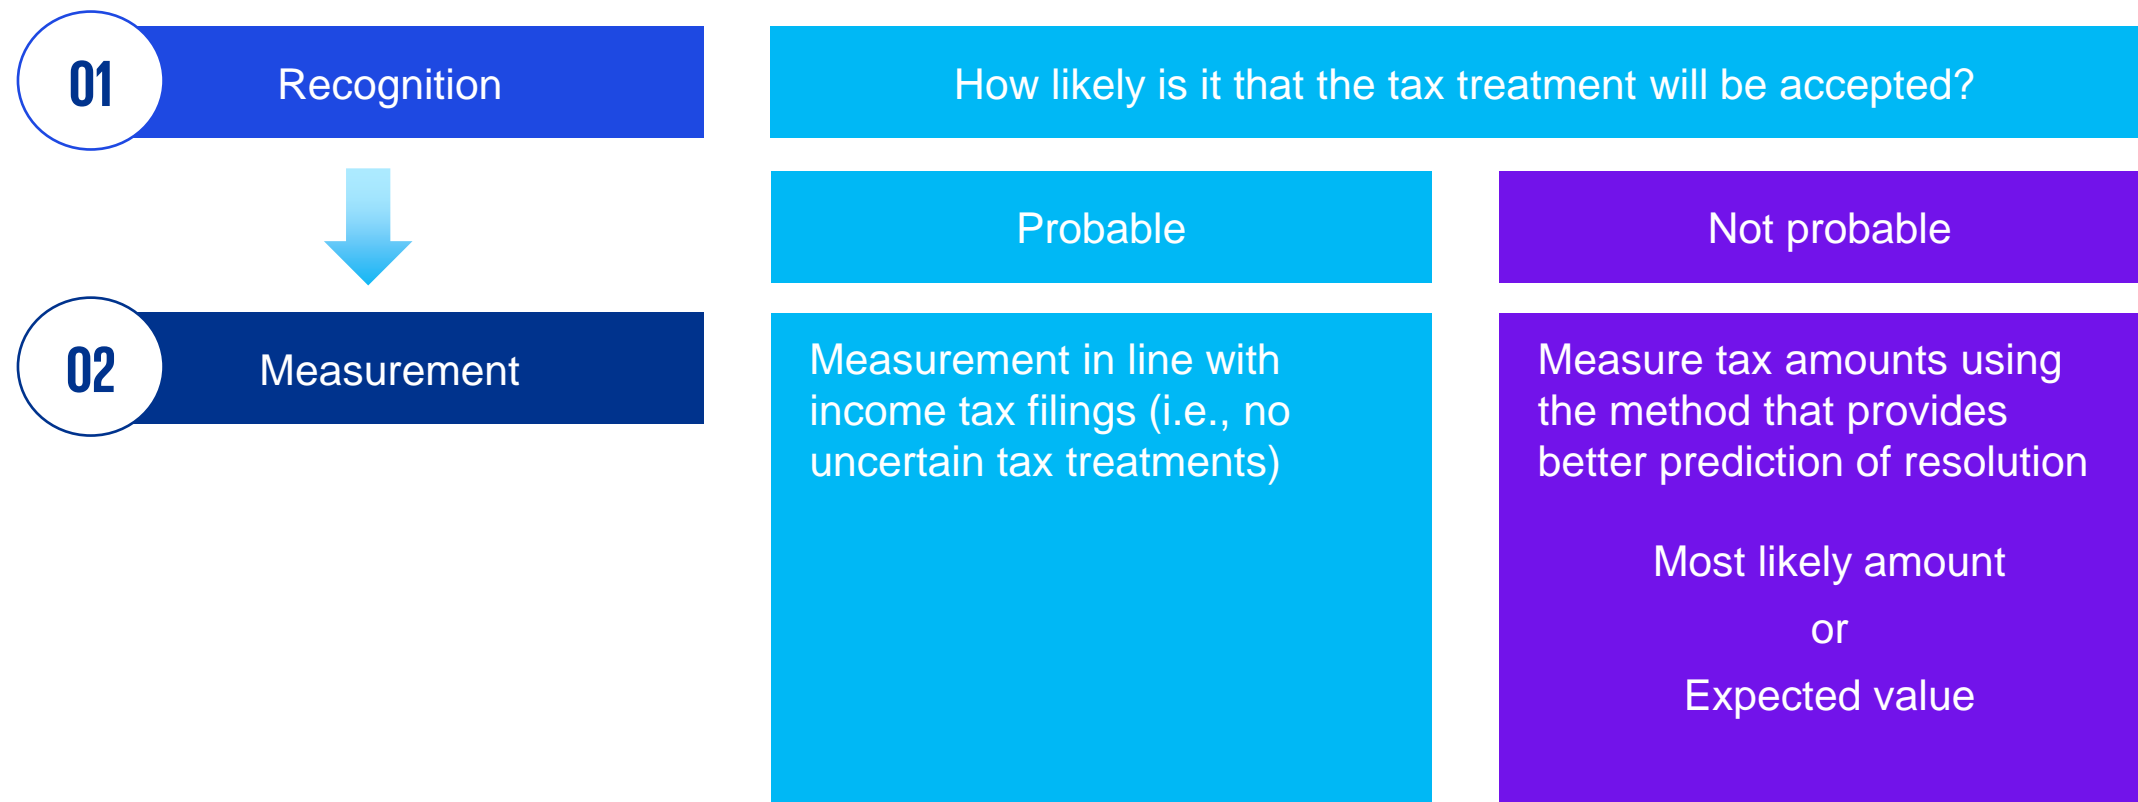 01
Recognition
How likely is it that the tax treatment will be accepted?
Probable
Not probable
02
Measurement
Measurement in line with
income tax filings (i.e., no
uncertain tax treatments)
Measure tax amounts using
the method that provides
better prediction of resolution
Most likely amount
or
Expected value